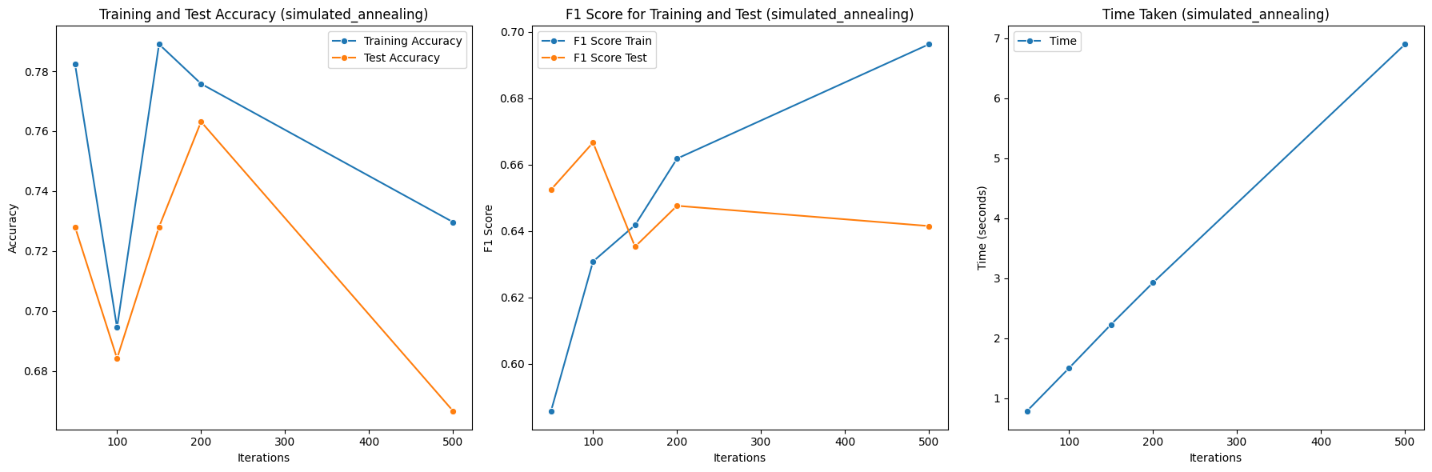 Training and Test Accuracy (simulated_annealing)
Training Accuracy
Test Accuracy
0.78
0.76
0.74
0.72
0.70
0.68
Accuracy
100
200
300
400
500
Iterations
F1 Score for Training and Test (simulated_annealing)
F1 Score Train
F1 Score Test
0.70
0.68
0.66
0.64
0.62
0.60
F1 Score
100
200
300
400
500
Iterations
Time Taken (simulated_annealing)
Time
7
6
5
4
3
2
1
Time (seconds)
100
200
300
400
500
Iterations